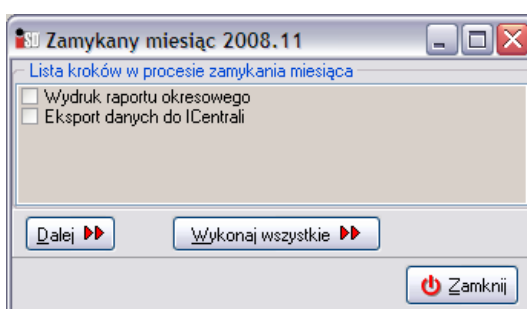 Zamykany miesiąc 2008.11
Lista kroków w procesie zamykania miesiąca
Wydruk raportu okresowego
Eksport danych do ICentrali
Dalej
Wykonaj wszystkie
Zamknij